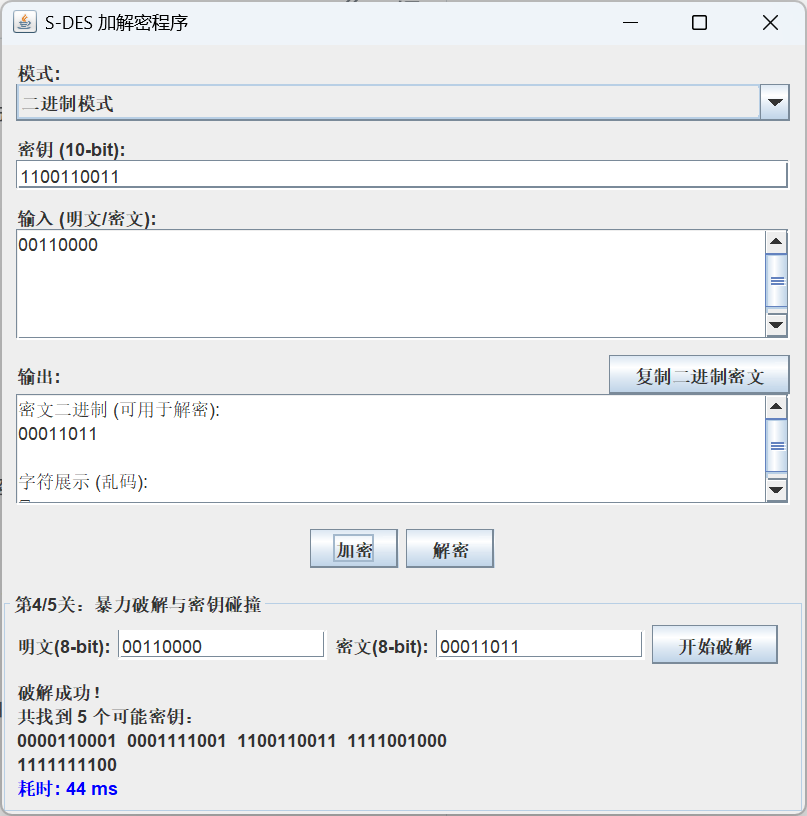 S-DES 加解密程序
模式:
二进制模式
密钥 (10-bit):
1100110011
输入 (明文/密文):
00110000
输出:
复制二进制密文
密文二进制 (可用于解密):
00011011
字符展示 (乱码):
加密 解密
第4/5关：暴力破解与密钥碰撞
明文(8-bit): 00110000 密文(8-bit): 00011011 开始破解
破解成功！
共找到 5 个可能密钥：
0000110001 0001111001 1100110011 1111001000
1111111100
耗时: 44 ms